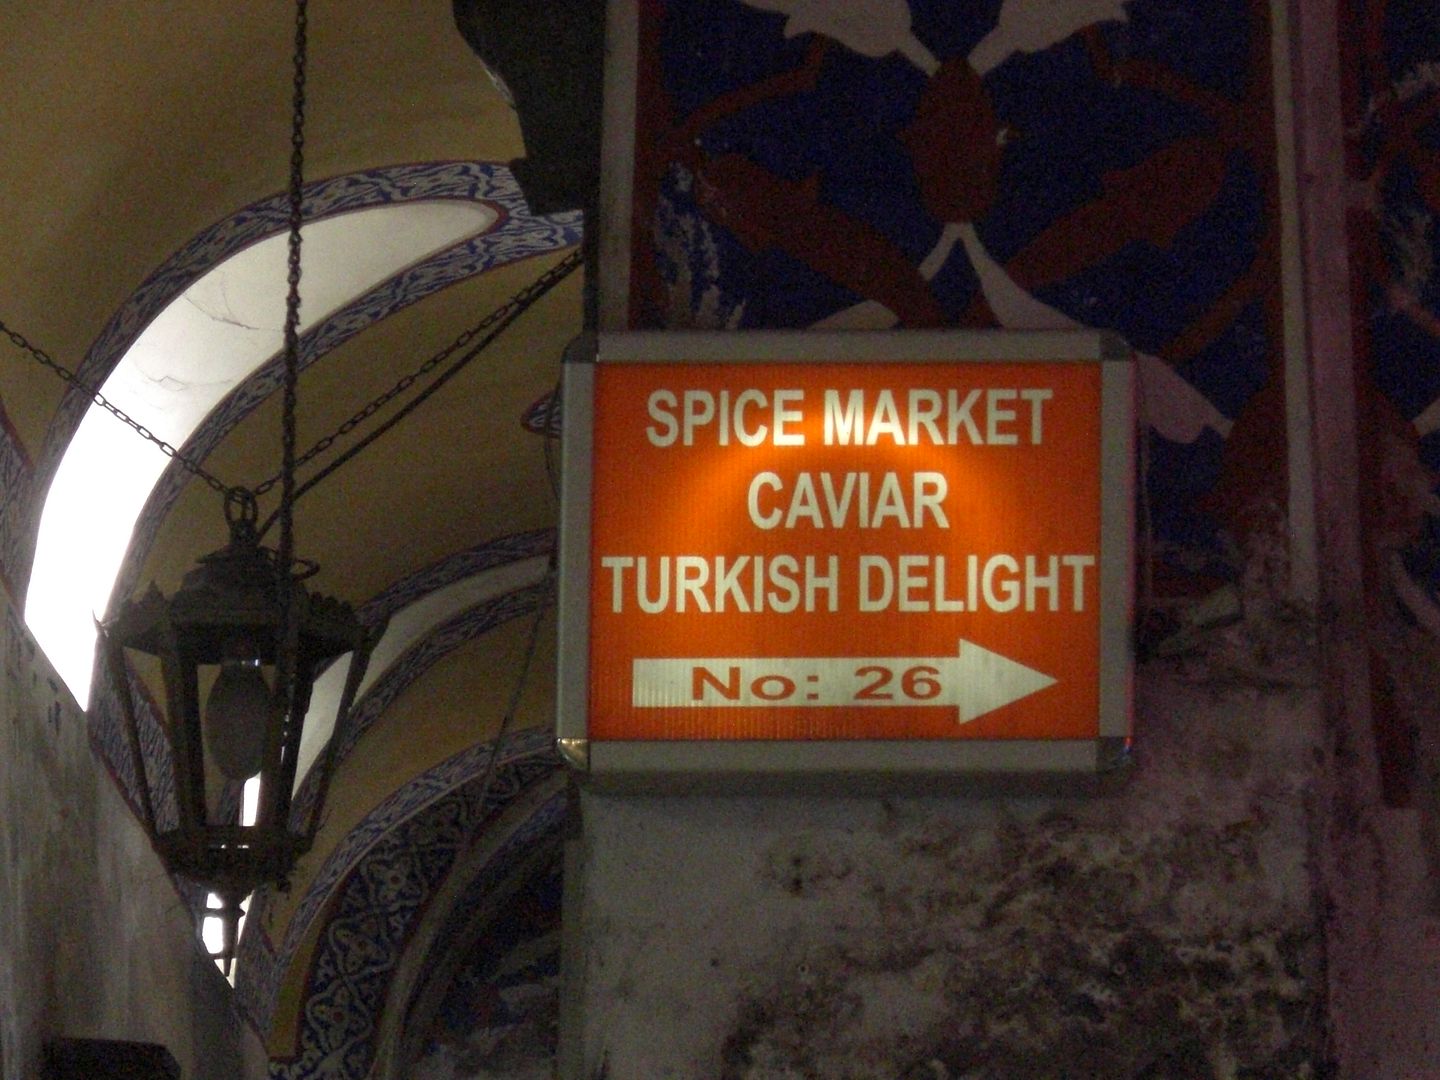 SPICE MARKET
CAVIAR
TURKISH DELIGHT
No: 26